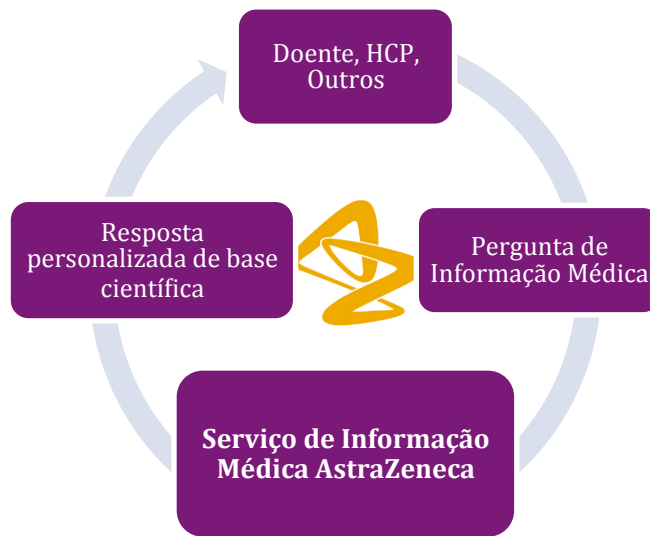 Doente, HCP,
Outros
Pergunta de
Informação Médica
Serviço de Informação
Médica AstraZeneca
Resposta
personalizada de base
científica